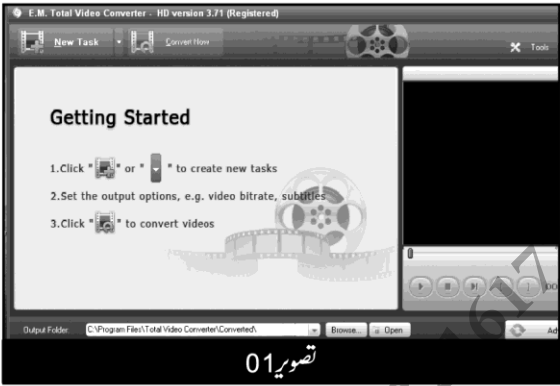 E.M. Total Video Converter - HD version 3.71 (Registered)
New Task
Convert Now
Tools
Getting Started
1.Click " " or " " to create new tasks
2.Set the output options, e.g. video bitrate, subtitles
3.Click " " to convert videos
Output Folder: C:\Program Files\Total Video Converter\Converted\ Browse... Open
تصویر01
1617